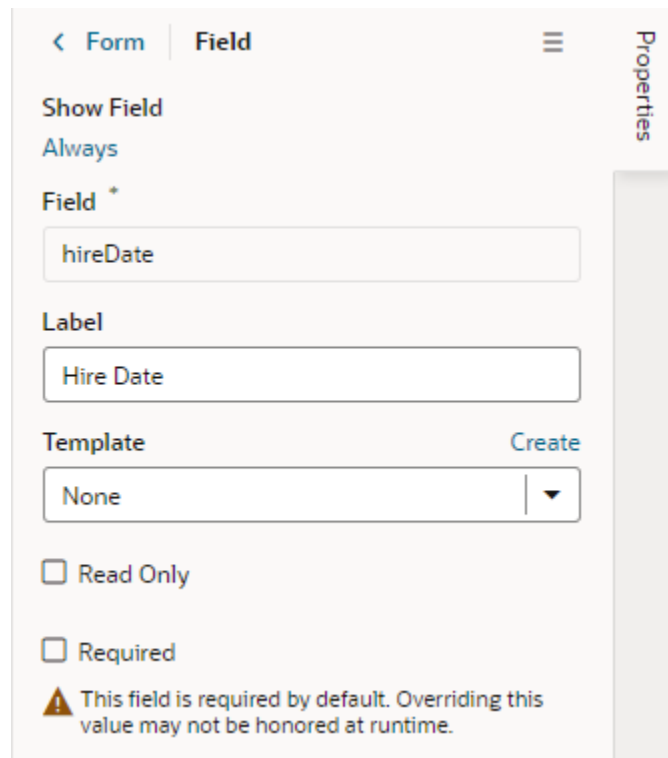 Form Field
Properties
Show Field
Always
Field *
hireDate
Label
Hire Date
Template Create
None
Read Only
Required
This field is required by default. Overriding this
value may not be honored at runtime.